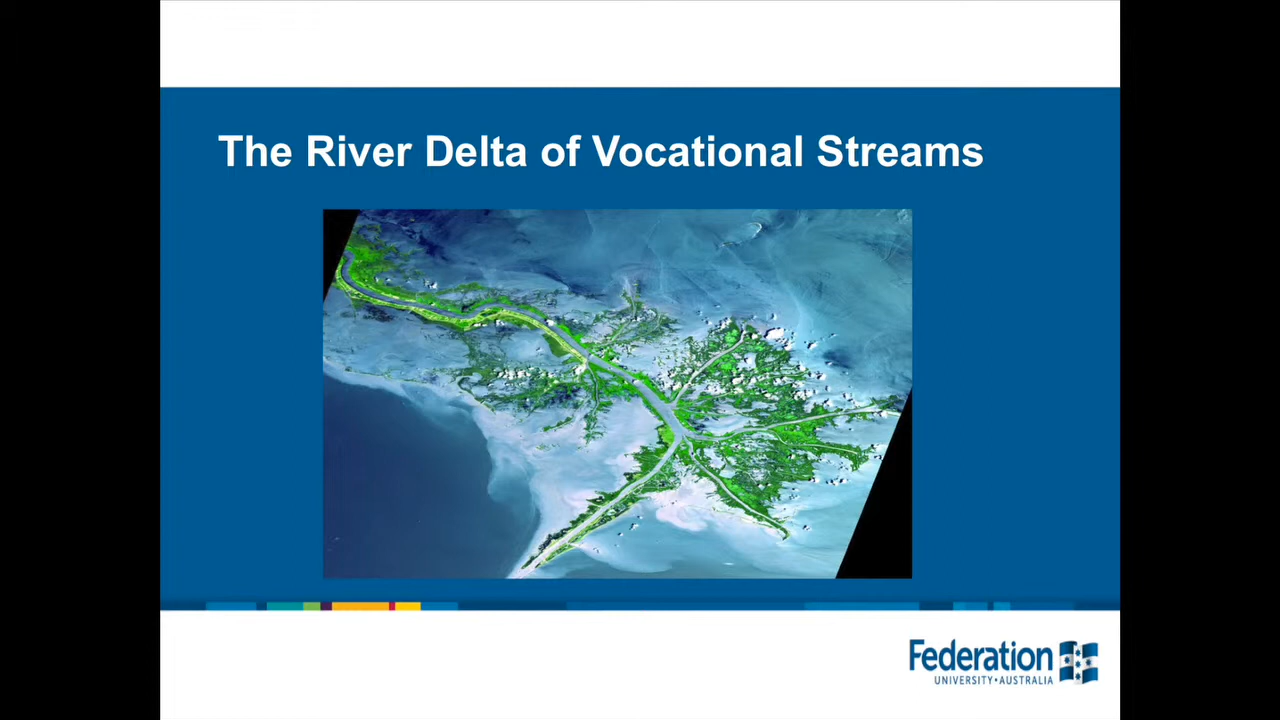 The River Delta of Vocational Streams
Federation
UNIVERSITY • AUSTRALIA